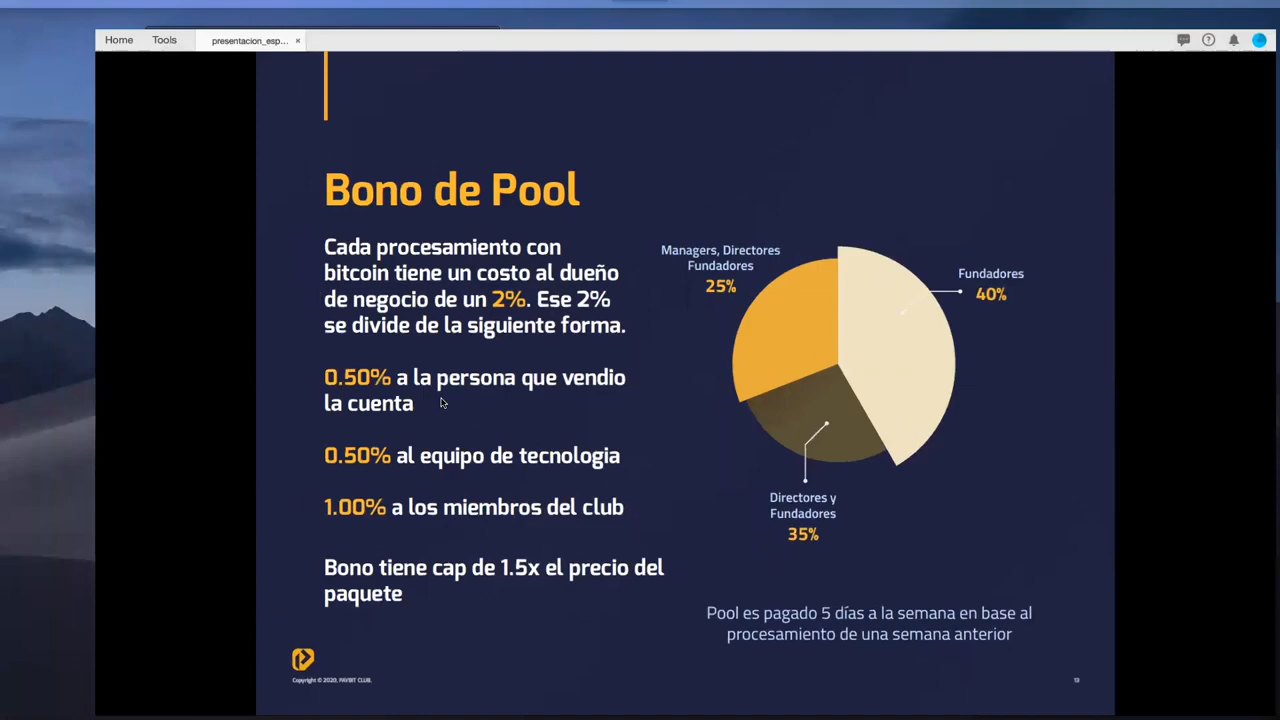 Home Tools presentacion_esp... ×
Bono de Pool
Cada procesamiento con
bitcoin tiene un costo al dueño
de negocio de un 2%. Ese 2%
se divide de la siguiente forma.
0.50% a la persona que vendio
la cuenta
0.50% al equipo de tecnologia
1.00% a los miembros del club
Bono tiene cap de 1.5x el precio del
paquete
Managers, Directores
Fundadores
25%
Fundadores
40%
Directores y
Fundadores
35%
Pool es pagado 5 días a la semana en base al
procesamiento de una semana anterior
Copyright © 2020, PAYBIT CLUB.
13